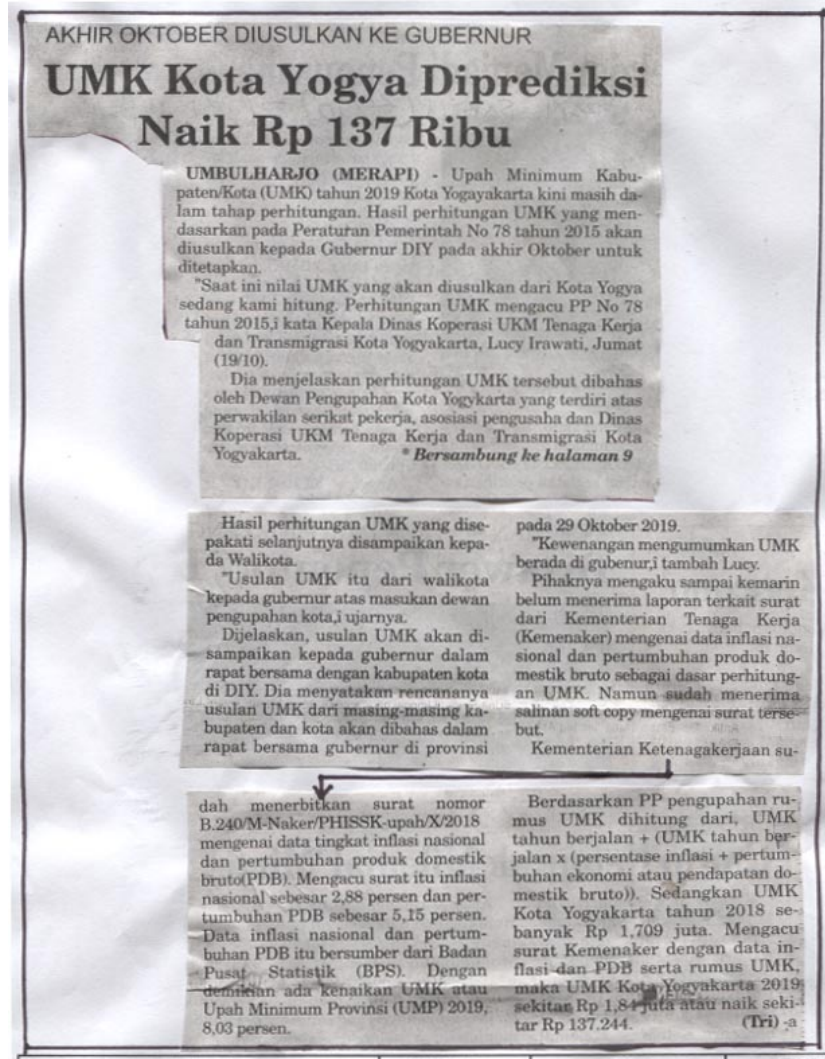 AKHIR OKTOBER DIUSULKAN KE GUBERNUR
UMK Kota Yogya Diprediksi
Naik Rp 137 Ribu
UMBULHARJO (MERAPI) - Upah Minimum Kabu-
paten/Kota (UMK) tahun 2019 Kota Yogayakarta kini masih da-
lam tahap perhitungan. Hasil perhitungan UMK yang men-
dasarkan pada Peraturan Pemerintah No 78 tahun 2015 akan
diusulkan kepada Gubernur DIY pada akhir Oktober untuk
ditetapkan.
"Saat ini nilai UMK yang akan diusulkan dari Kota Yogya
sedang kami hitung. Perhitungan UMK mengacu PP No 78
tahun 2015,î kata Kepala Dinas Koperasi UKM Tenaga Kerja
dan Transmigrasi Kota Yogyakarta, Lucy Irawati, Jumat
(19/10).
Dia menjelaskan perhitungan UMK tersebut dibahas
oleh Dewan Pengupahan Kota Yogykarta yang terdiri atas
perwakilan serikat pekerja, asosiasi pengusaha dan Dinas
Koperasi UKM Tenaga Kerja dan Transmigrasi Kota
Yogyakarta. * Bersambung ke halaman 9
Hasil perhitungan UMK yang dise-
pakati selanjutnya disampaikan kepa-
da Walikota.
"Usulan UMK itu dari walikota
kepada gubernur atas masukan dewan
pengupahan kota,î ujarnya.
Dijelaskan, usulan UMK akan di-
sampaikan kepada gubernur dalam
rapat bersama dengan kabupaten kota
di DIY. Dia menyatakan rencananya
usulan UMK dari masing-masing ka-
bupaten dan kota akan dibahas dalam
rapat bersama gubernur di provinsi
pada 29 Oktober 2019.
"Kewenangan mengumumkan UMK
berada di gubenur,î tambah Lucy.
Pihaknya mengaku sampai kemarin
belum menerima laporan terkait surat
dari Kementerian Tenaga Kerja
(Kemenaker) mengenai data inflasi na-
sional dan pertumbuhan produk do-
mestik bruto sebagai dasar perhitung-
an UMK. Namun sudah menerima
salinan soft copy mengenai surat terse-
but.
Kementerian Ketenagakerjaan su-
dah menerbitkan surat nomor
B.240/M-Naker/PHISSK-upah/X/2018
mengenai data tingkat inflasi nasional
dan pertumbuhan produk domestik
bruto(PDB). Mengacu surat itu inflasi
nasional sebesar 2,88 persen dan per-
tumbuhan PDB sebesar 5,15 persen.
Data inflasi nasional dan pertum-
buhan PDB itu bersumber dari Badan
Pusat Statistik (BPS). Dengan
demikian ada kenaikan UMK atau
Upah Minimum Provinsi (UMP) 2019,
8,03 persen.
Berdasarkan PP pengupahan ru-
mus UMK dihitung dari, UMK
tahun berjalan + (UMK tahun ber-
jalan x (persentase inflasi + pertum-
buhan ekonomi atau pendapatan do-
mestik bruto)). Sedangkan UMK
Kota Yogyakarta tahun 2018 se-
banyak Rp 1,709 juta. Mengacu
surat Kemenaker dengan data in-
flasi dan PDB serta rumus UMK,
maka UMK Kota Yogyakarta 2019
sekitar Rp 1,84 juta atau naik seki-
tar Rp 137.244. (Tri) -a